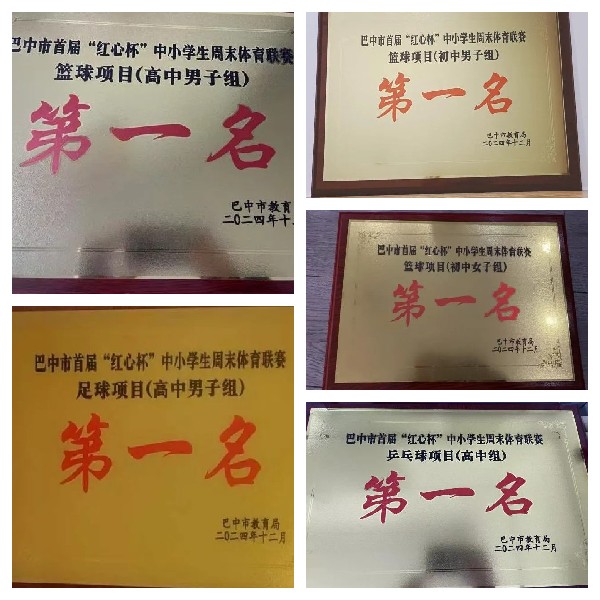 巴中市首届“红心杯”中小学生周末体育联赛
篮球项目(高中男子组)
第一名
巴中市教育
二〇二四年十二
巴中市首届“红心杯”中小学生周末体育联赛
足球项目(高中男子组)
第一名
巴中市教育局
二〇二四年十二月
巴中市首届“红心杯”中小学生周末体育联赛
篮球项目(初中男子组)
第一名
巴中市教育局
二〇二四年十二月
巴中市首届“红心杯”中小学生周末体育联赛
篮球项目(初中女子组)
第一名
巴中市教育局
二〇二四年十二月
巴中市首届“红心杯”中小学生周末体育联赛
乒乓球项目(高中组)
第一名
巴中市教育局
二〇二四年十二月